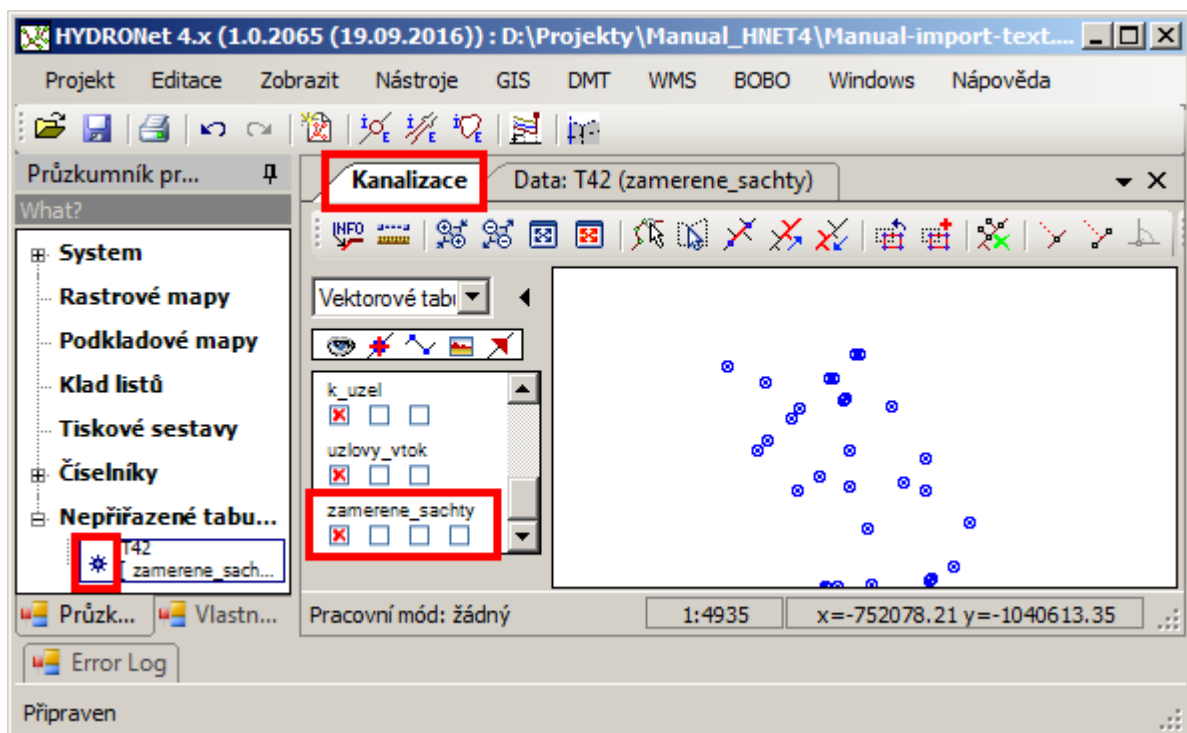 HYDRONet 4.x (1.0.2065 (19.09.2016)) : D:\Projekty\Manual_HNET4\Manual-import-text....
Projekt Editace Zobrazit Nástroje GIS DMT WMS BOBO Windows Nápověda
Průzkumník pr...
What?
System
Rastrové mapy
Podkladové mapy
Klad listů
Tiskové sestavy
Číselníky
Nepřiřazené tabu...
T42
[ zamerene_sach...
Průzk... Vlastn...
Kanalizace Data: T42 (zamerene_sachty)
INFO
Vektorové tabu
k_uzel
uzlovy_vtok
zamerene_sachty
Pracovní mód: žádný 1:4935 x=-752078.21 y=-1040613.35
Error Log
Připraven